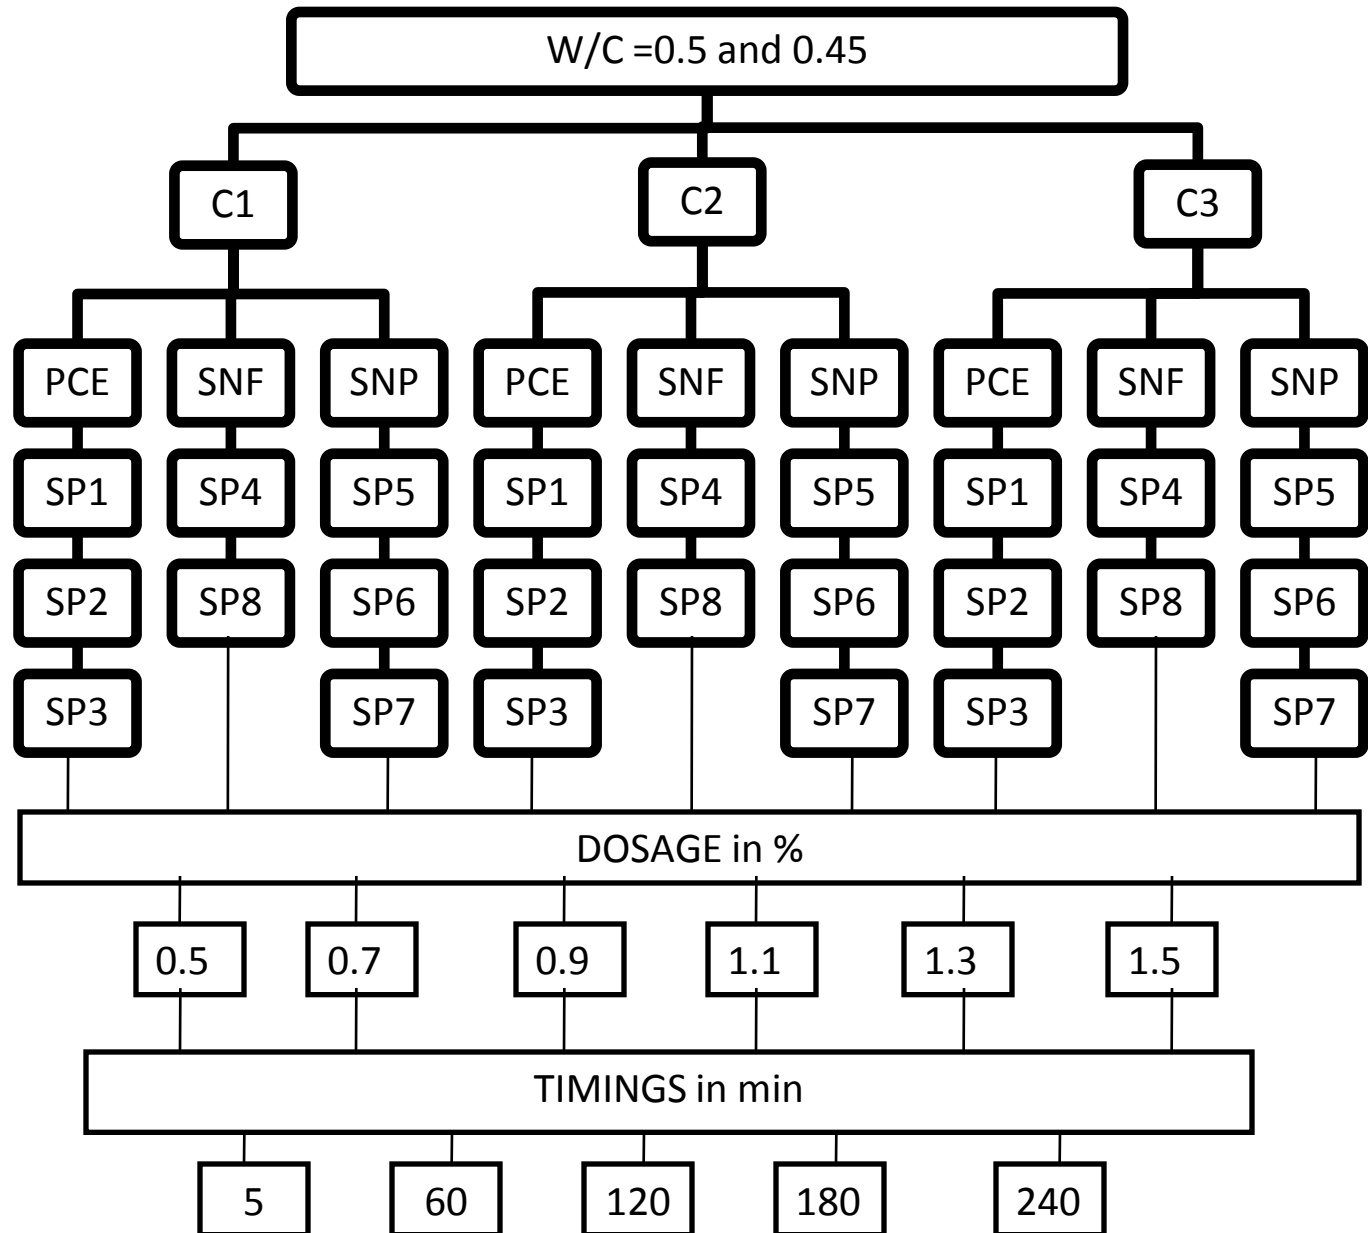 W/C =0.5 and 0.45
C1
C2
C3
PCE
SNF
SNP
PCE
SNF
SNP
PCE
SNF
SNP
SP1
SP4
SP5
SP1
SP4
SP5
SP1
SP4
SP5
SP2
SP8
SP6
SP2
SP8
SP6
SP2
SP8
SP6
SP3
SP7
SP3
SP7
SP3
SP7
DOSAGE in %
0.5
0.7
0.9
1.1
1.3
1.5
TIMINGS in min
5
60
120
180
240